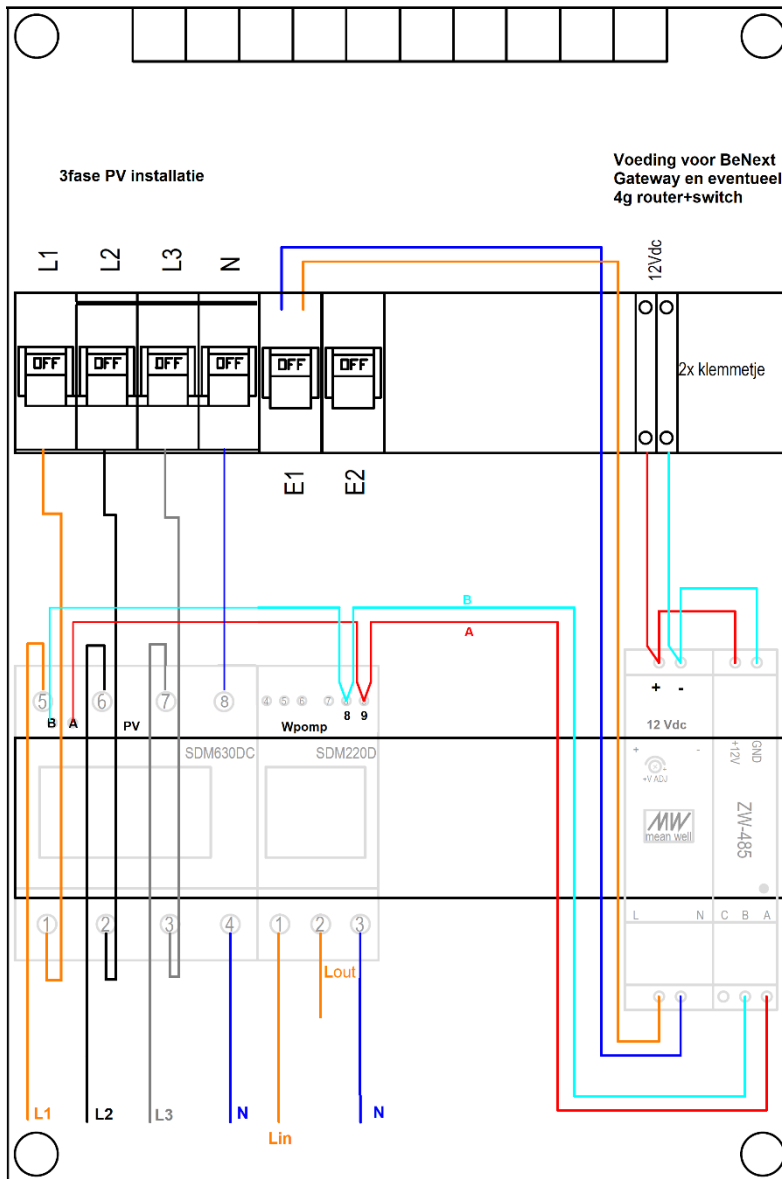 3fase PV installatie
Voeding voor BeNext
Gateway en eventueel
4g router+switch
L1
L2
L3
N
12Vdc
OFF
OFF
OFF
OFF
OFF
OFF
2x klemmetje
E1
E2
B
A
5
6
7
8
4
5
6
7
8
9
B
A
PV
Wpomp
8
9
+
-
12 Vdc
SDM630DC
SDM220D
+
-
+V ADJ
+12V
GND
MW
mean well
ZW-485
1
2
3
4
1
2
3
L
N
C
B
A
Lout
L1
L2
L3
N
Lin
N